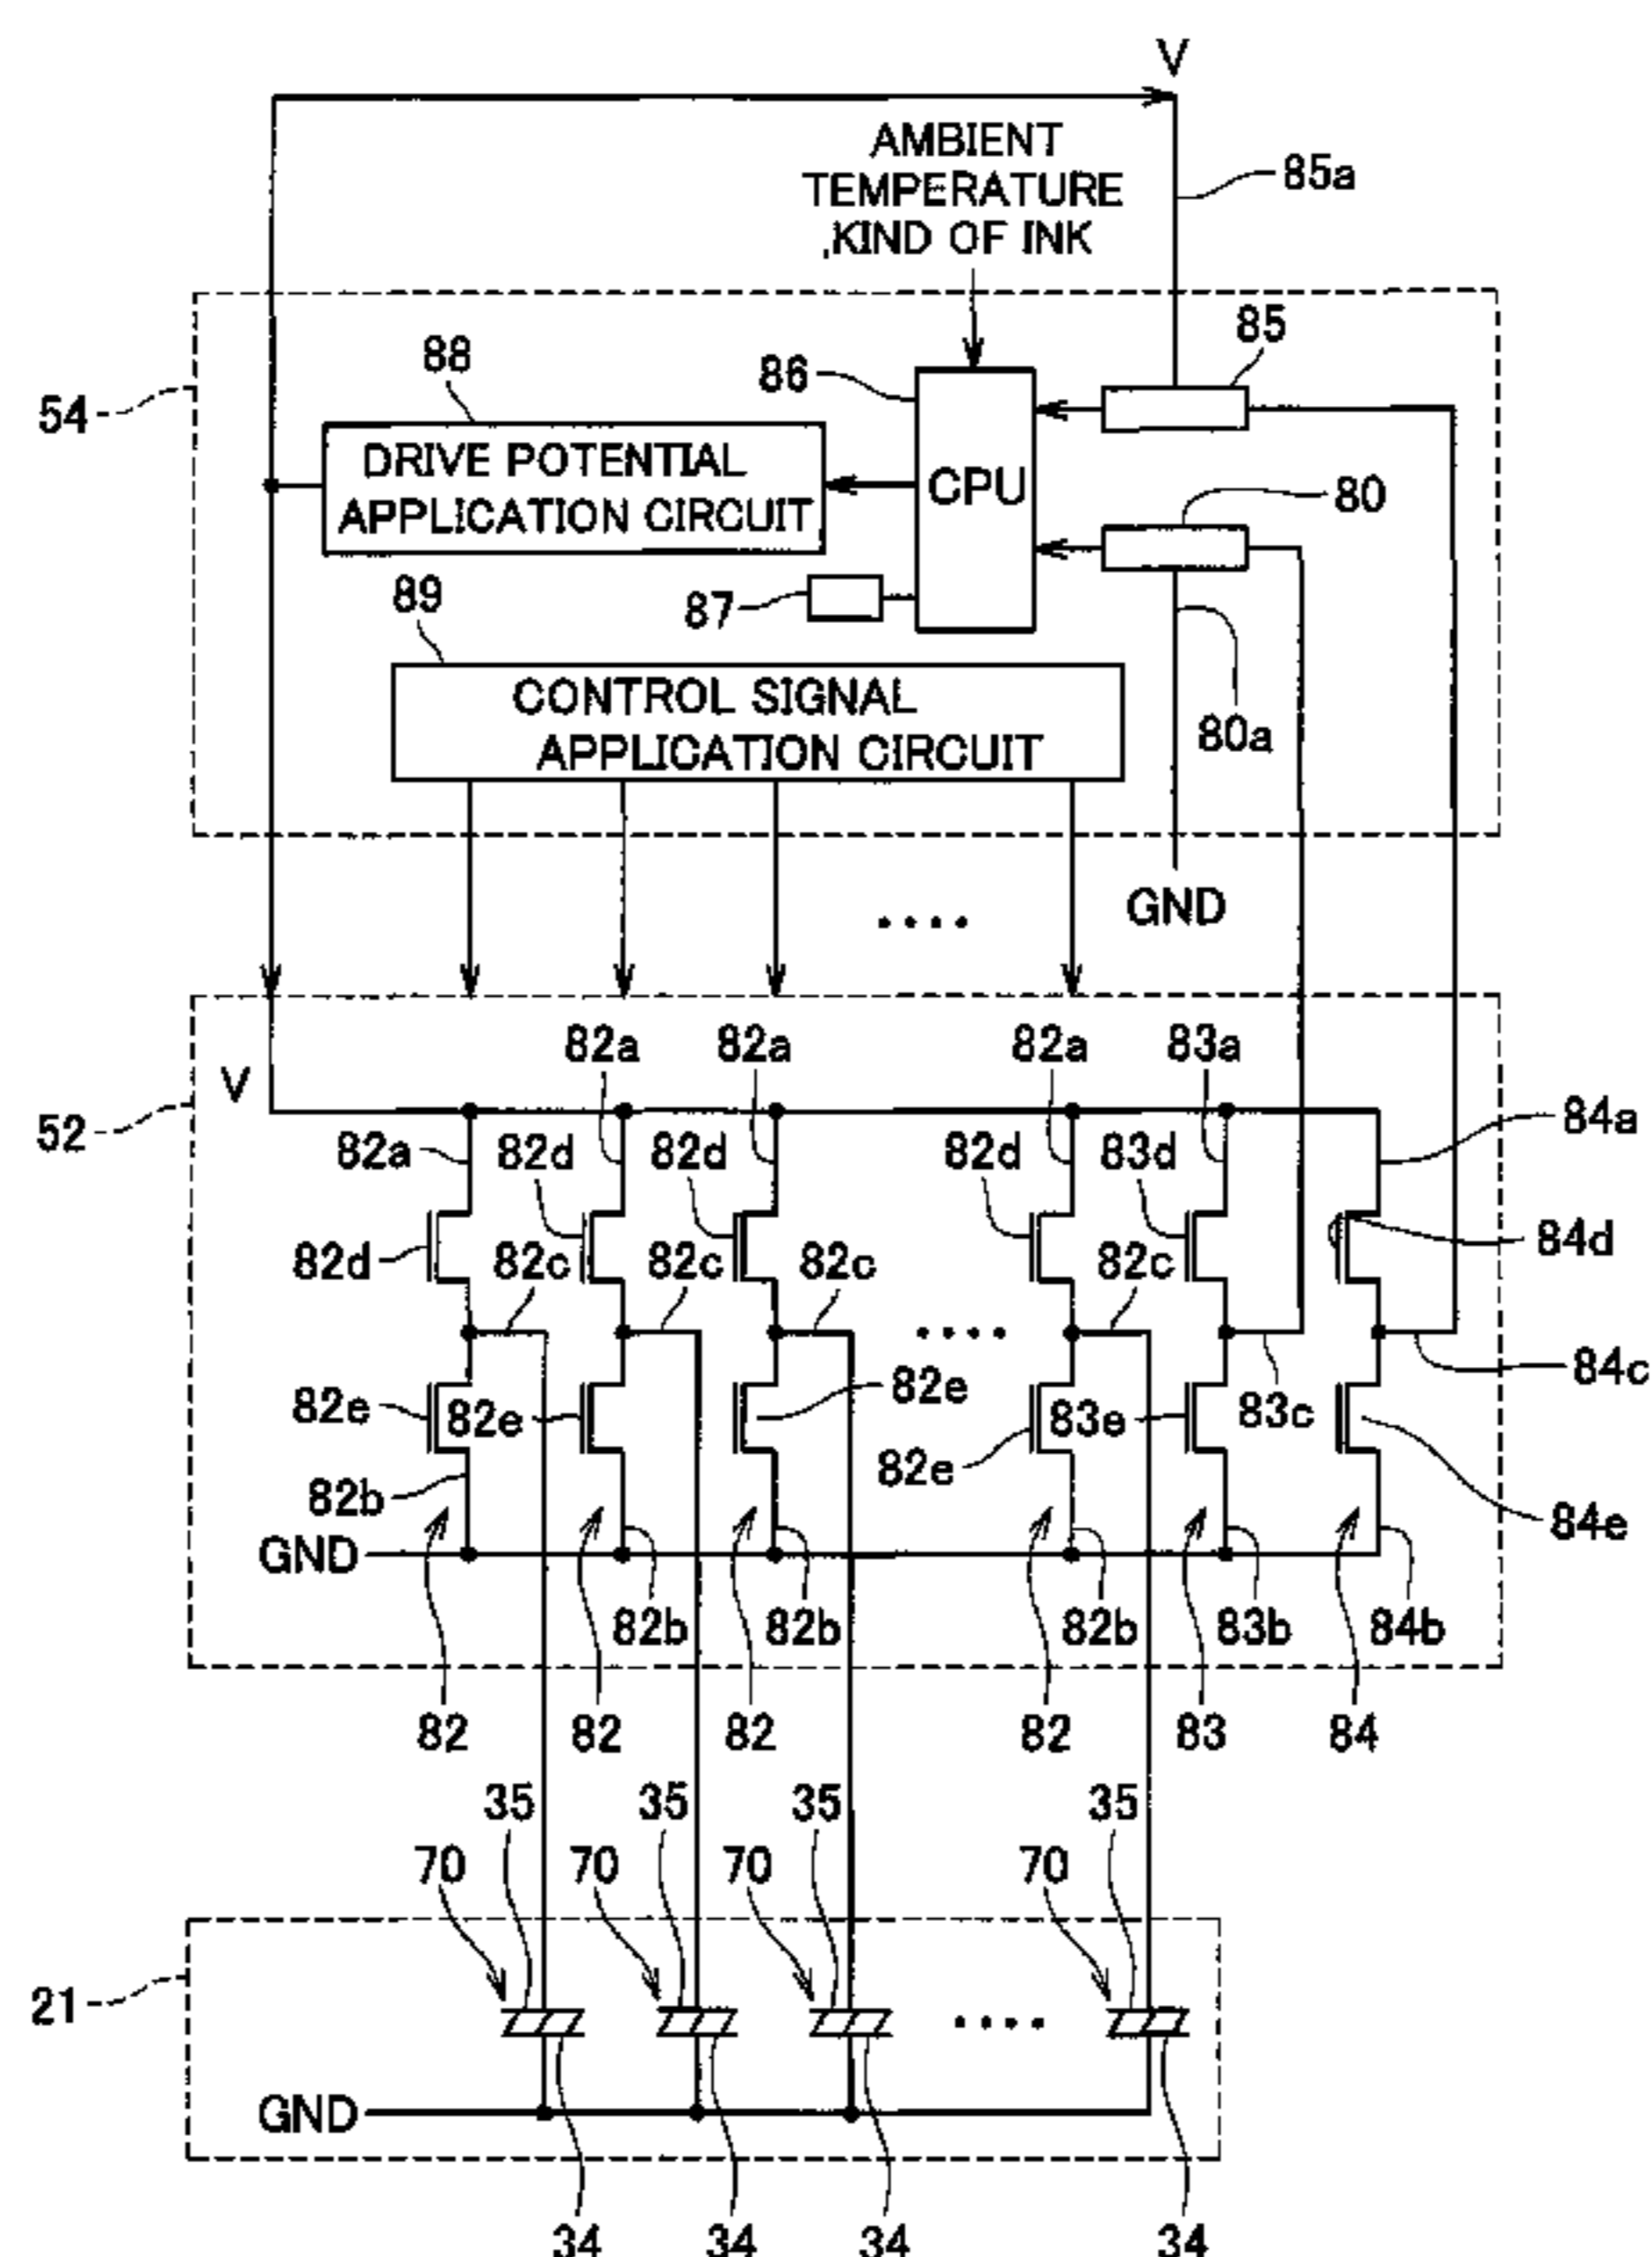 V
AMBIENT
TEMPERATURE
,KIND OF INK
85a
85
88
86
54
DRIVE POTENTIAL
APPLICATION CIRCUIT
CPU
80
89
87
CONTROL SIGNAL
APPLICATION CIRCUIT
80a
GND
....
82a 82a 82a 83a
V
52
84a
82a 82d 82d 82d 83d
84d
82d 82c 82c 82c 82c
....
84c
82e 82e 82e 83e 83c
82e
82b
84e
GND
82b 82b 82b 83b 84b
82 82 82 82 83 84
35 35 35 35
70 70 70 70
21
....
GND
34 34 34 34